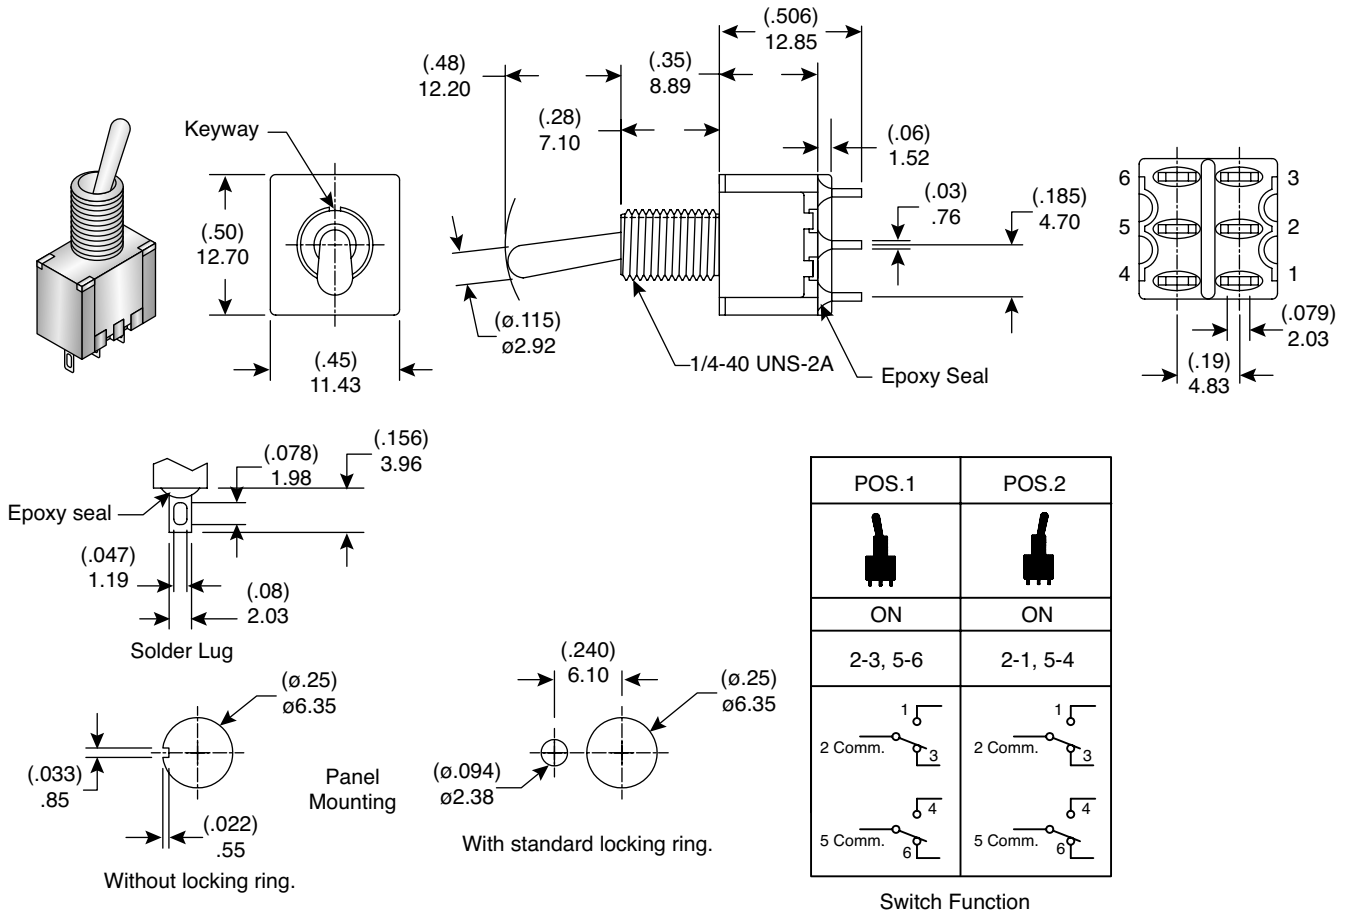 (.506)
12.85
(.48)
12.20
(.35)
8.89
(.28)
7.10
Keyway
(.06)
1.52
(.03)
.76
(.185)
4.70
(.50)
12.70
(ø.115)
ø2.92
(.45)
11.43
1/4-40 UNS-2A
Epoxy Seal
6
3
5
2
4
1
(.079)
2.03
(.19)
4.83
(.078)
1.98
(.156)
3.96
Epoxy seal
(.047)
1.19
(.08)
2.03
Solder Lug
(ø.25)
ø6.35
(.033)
.85
(.022)
.55
Without locking ring.
Panel
Mounting
(.240)
6.10
(ø.25)
ø6.35
(ø.094)
ø2.38
With standard locking ring.
POS.1
POS.2
ON
ON
2-3, 5-6
2-1, 5-4
1
2 Comm.
3
4
5 Comm.
6
1
2 Comm.
3
4
5 Comm.
6
Switch Function